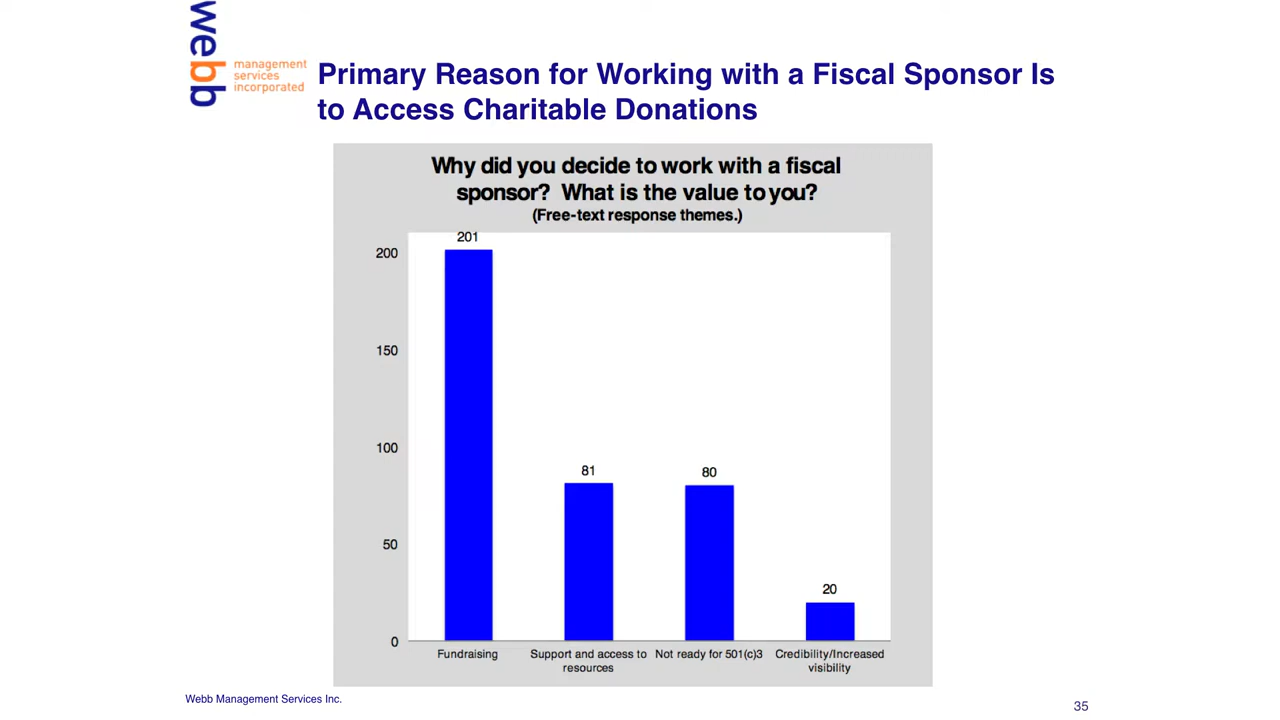 webb
management
services
incorporated
Primary Reason for Working with a Fiscal Sponsor Is
to Access Charitable Donations
Why did you decide to work with a fiscal
sponsor? What is the value to you?
(Free-text response themes.)
201
200
150
100
81
80
50
20
0
Fundraising
Support and access to
resources
Not ready for 501(c)3
Credibility/Increased
visibility
Webb Management Services Inc.
35